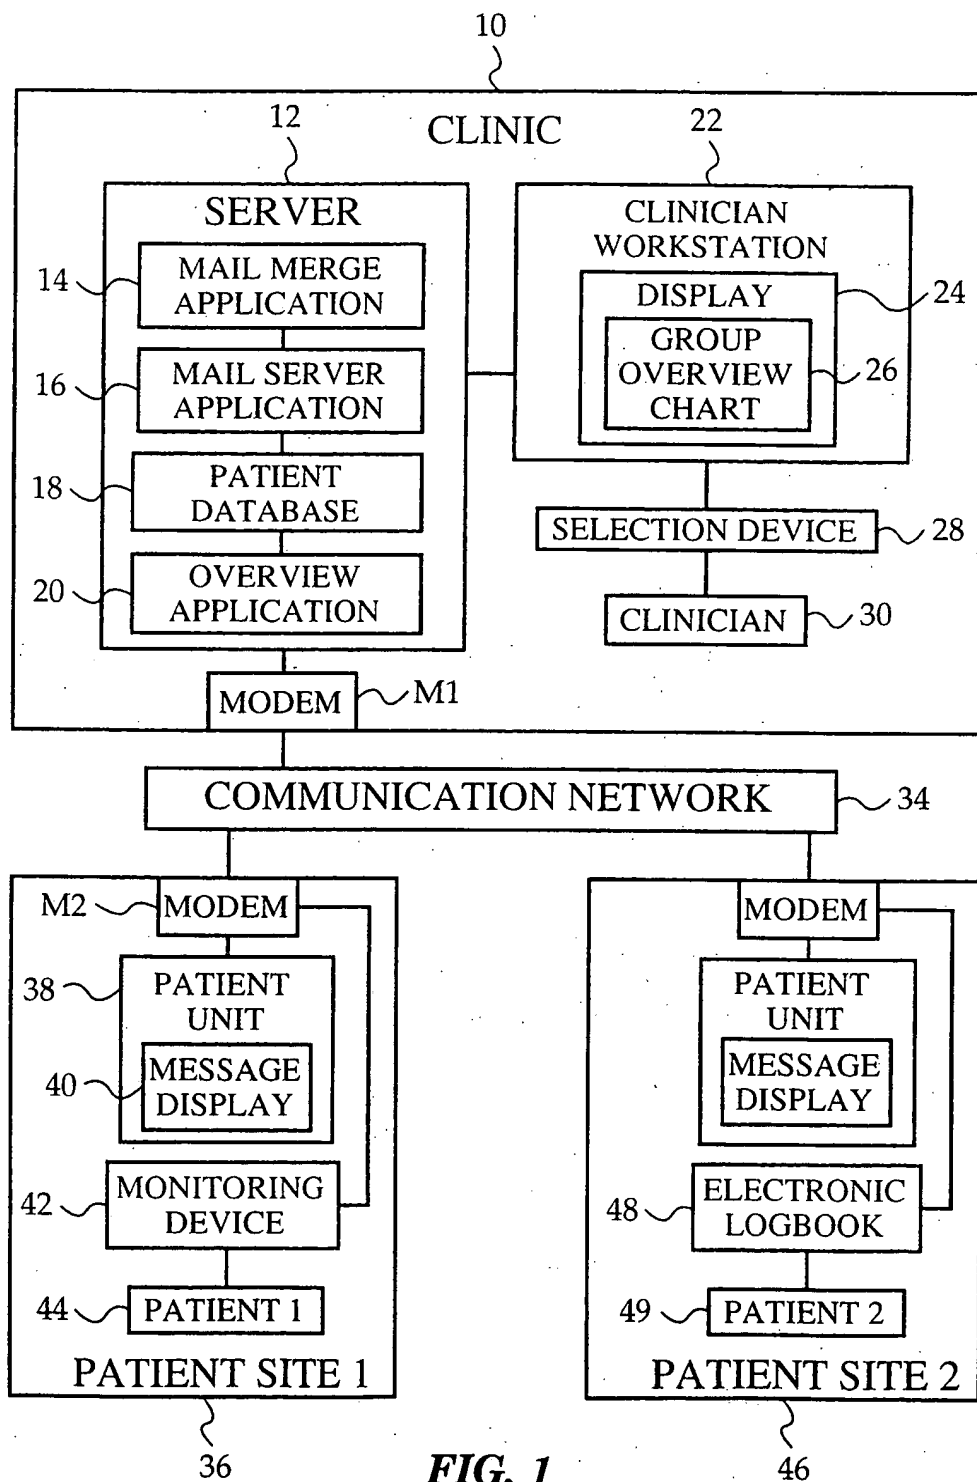 10
CLINIC
12
22
SERVER
CLINICIAN
WORKSTATION
14
MAIL MERGE
APPLICATION
DISPLAY
24
GROUP
OVERVIEW
CHART
26
16
MAIL SERVER
APPLICATION
18
PATIENT
DATABASE
SELECTION DEVICE
28
20
OVERVIEW
APPLICATION
CLINICIAN
30
MODEM
M1
COMMUNICATION NETWORK
34
M2
MODEM
38
PATIENT
UNIT
40
MESSAGE
DISPLAY
42
MONITORING
DEVICE
44
PATIENT 1
PATIENT SITE 1
36
MODEM
PATIENT
UNIT
MESSAGE
DISPLAY
48
ELECTRONIC
LOGBOOK
49
PATIENT 2
PATIENT SITE 2
46
FIG. 1